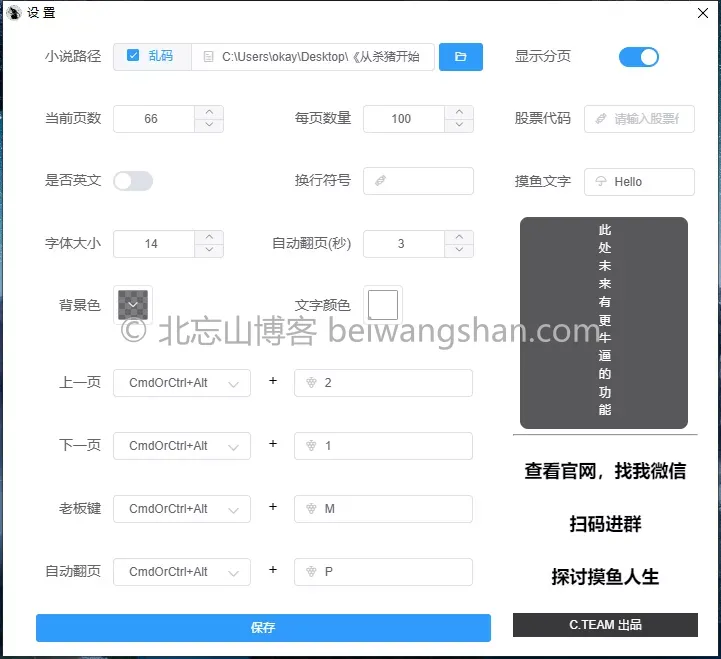 设置
小说路径 乱码 C:\Users\okay\Desktop\《从杀猪开始 显示分页
当前页数 66 每页数量 100 股票代码 请输入股票
是否英文 换行符号 摸鱼文字 Hello
字体大小 14 自动翻页(秒) 3
背景色 文字颜色
© 北忘山博客 beiwangshan.com
上一页 CmdOrCtrl+Alt + 2
下一页 CmdOrCtrl+Alt + 1
老板键 CmdOrCtrl+Alt + M
自动翻页 CmdOrCtrl+Alt + P
保存
此
处
未
来
有
更
牛
逼
的
功
能
查看官网，找我微信
扫码进群
探讨摸鱼人生
C.TEAM 出品